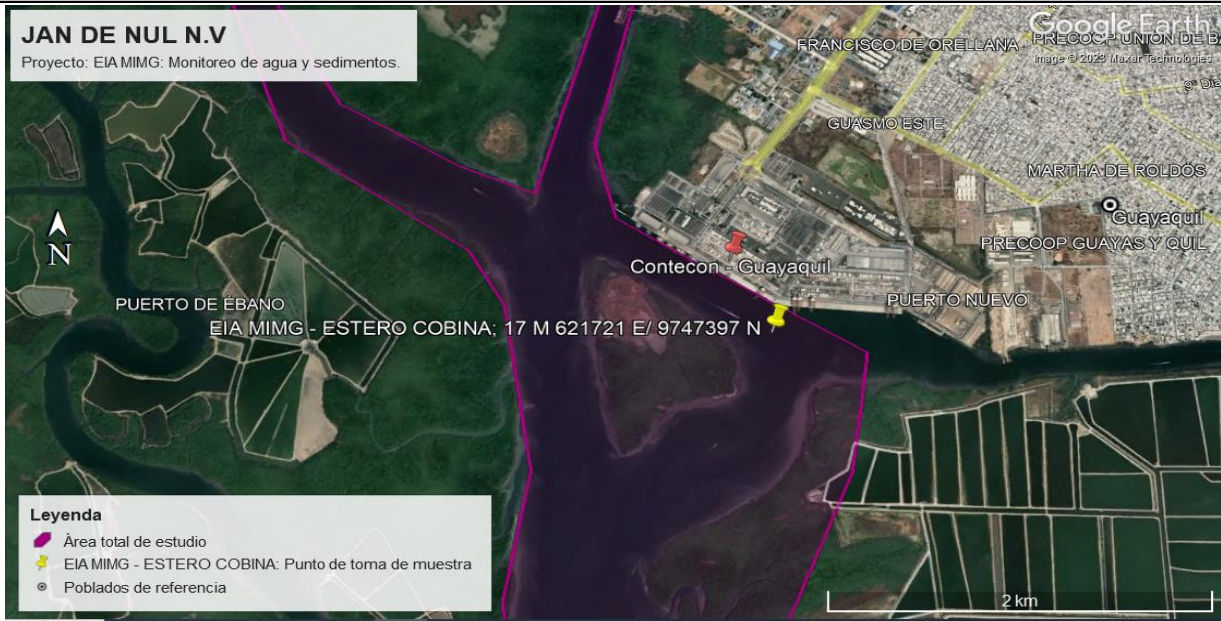 JAN DE NUL N.V
Proyecto: EIA MIMG: Monitoreo de agua y sedimentos.
Google Earth
Image © 2023 Maxar Technologies
FRANCISCO DE ORELLANA
PRECOOP UNION DE B
GUASMO ESTE
MARTHA DE ROLDÓS
Guayaquil
PRECOOP GUAYAS Y QUIL
N
Contecon - Guayaquil
PUERTO DE ÉBANO
PUERTO NUEVO
EIA MIMG - ESTERO COBINA; 17 M 621721 E/ 9747397 N
Leyenda
Àrea total de estudio
EIA MIMG - ESTERO COBINA: Punto de toma de muestra
Poblados de referencia
2 km